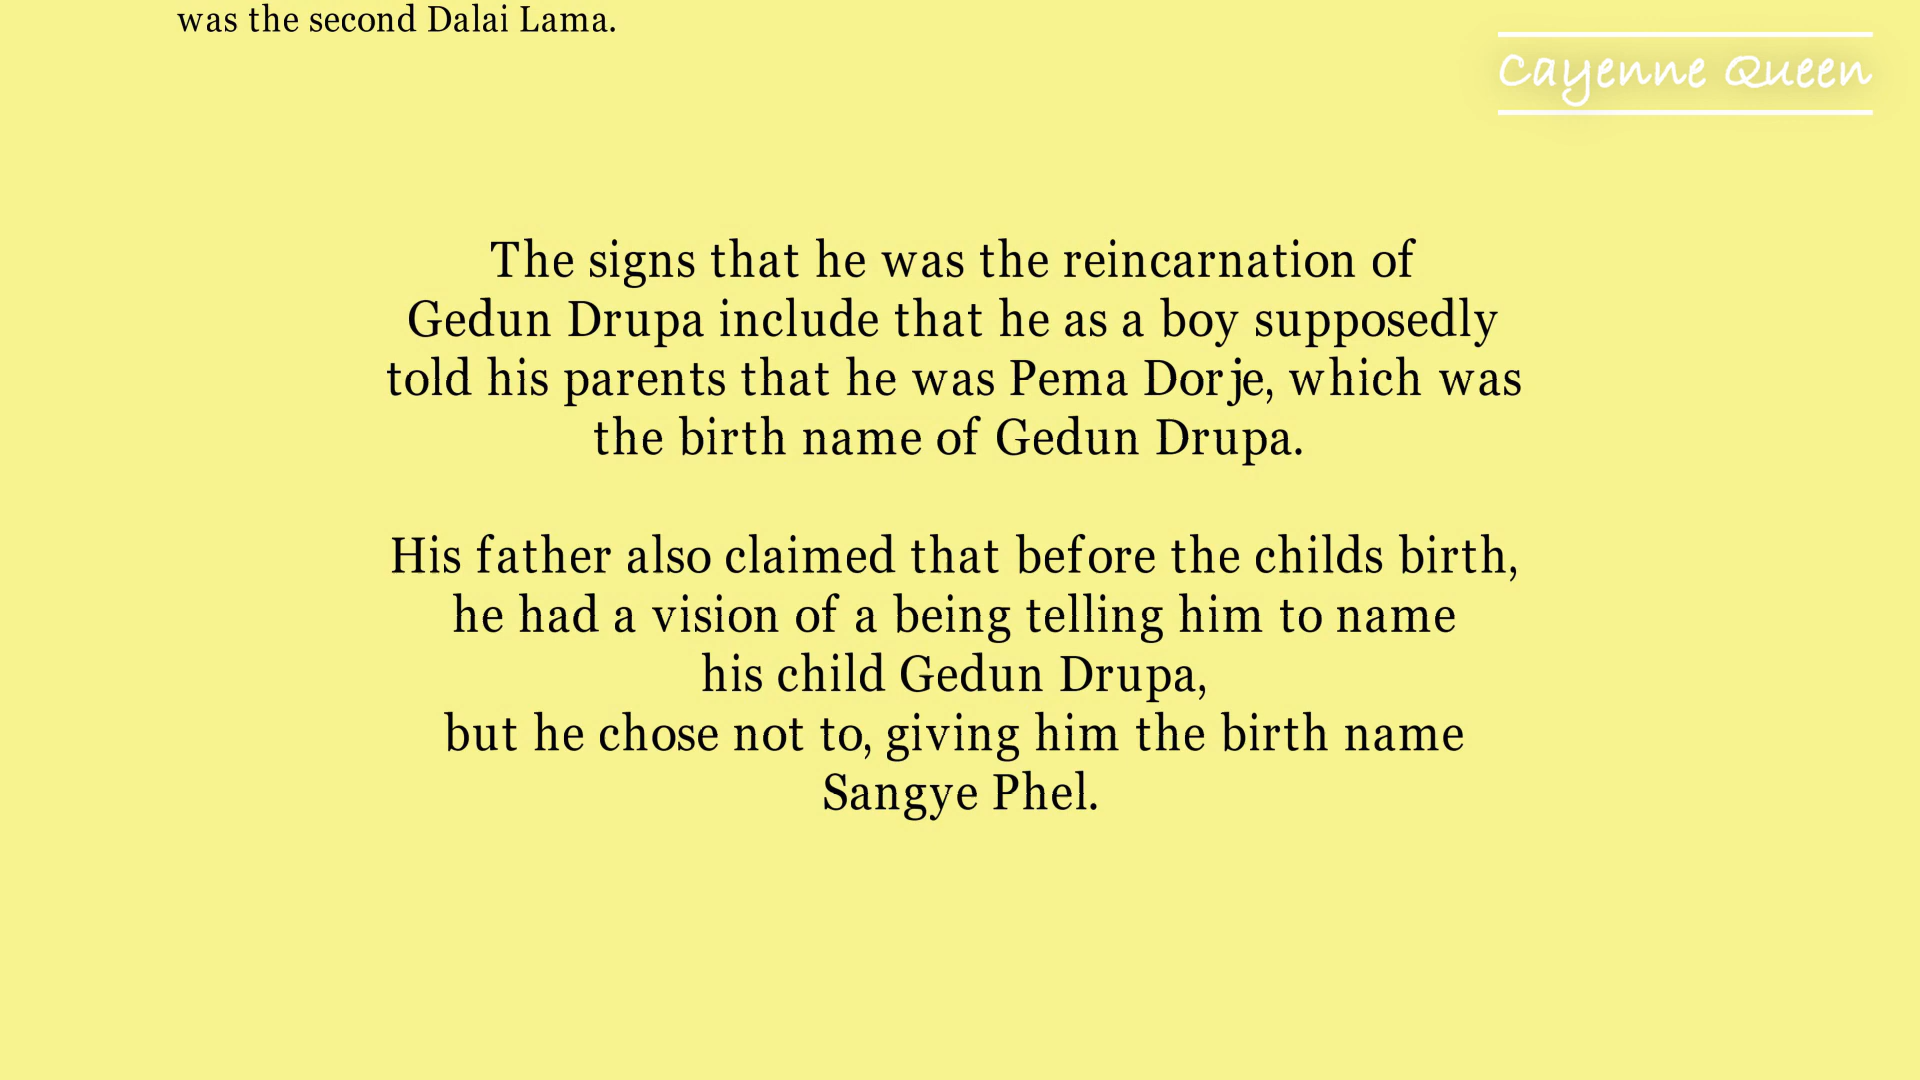 was the second Dalai Lama.
Cayenne Queen
The signs that he was the reincarnation of
Gedun Drupa include that he as a boy supposedly
told his parents that he was Pema Dorje, which was
the birth name of Gedun Drupa.
His father also claimed that before the childs birth,
he had a vision of a being telling him to name
his child Gedun Drupa,
but he chose not to, giving him the birth name
Sangye Phel.